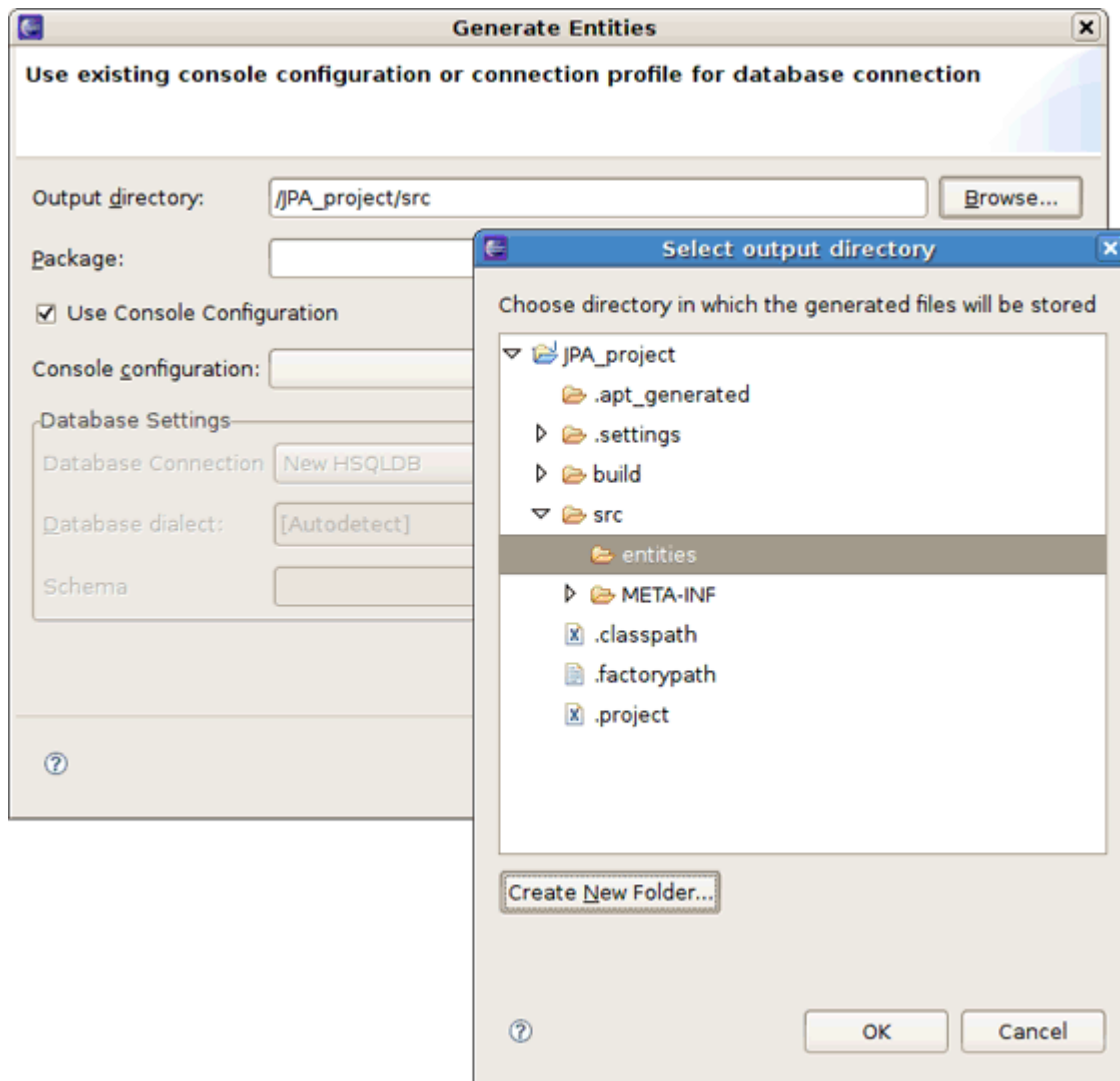 Generate Entities
Use existing console configuration or connection profile for database connection
Output directory: /JPA_project/src Browse...
Package:
Use Console Configuration
Console configuration:
Database Settings
Database Connection New HSQLDB
Database dialect: [Autodetect]
Schema
Select output directory
Choose directory in which the generated files will be stored
JPA_project
.apt_generated
.settings
build
src
entities
META-INF
.classpath
.factorypath
.project
Create New Folder...
OK Cancel